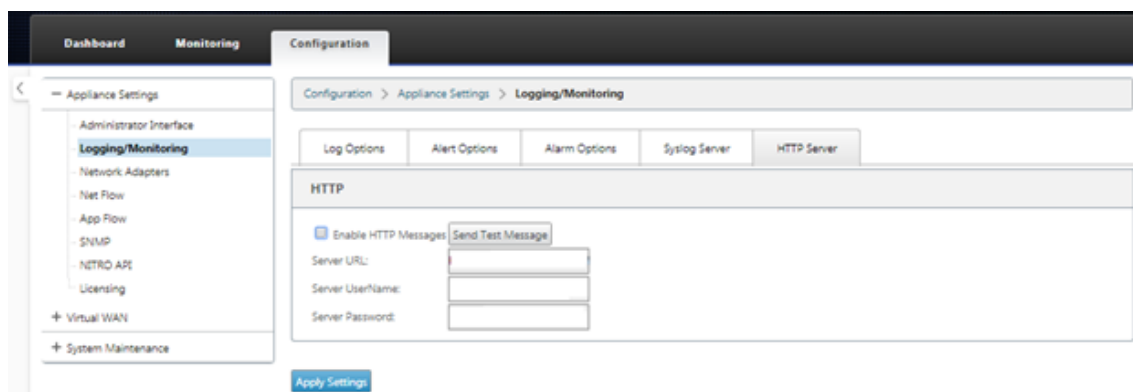 Dashboard Monitoring Configuration
Appliance Settings
Administrator Interface
Logging/Monitoring
Network Adapters
Net Flow
App Flow
SNMP
NITRO API
Licensing
Virtual WAN
System Maintenance
Configuration > Appliance Settings > Logging/Monitoring
Log Options Alert Options Alarm Options Syslog Server HTTP Server
HTTP
Enable HTTP Messages Send Test Message
Server URL:
Server UserName:
Server Password:
Apply Settings